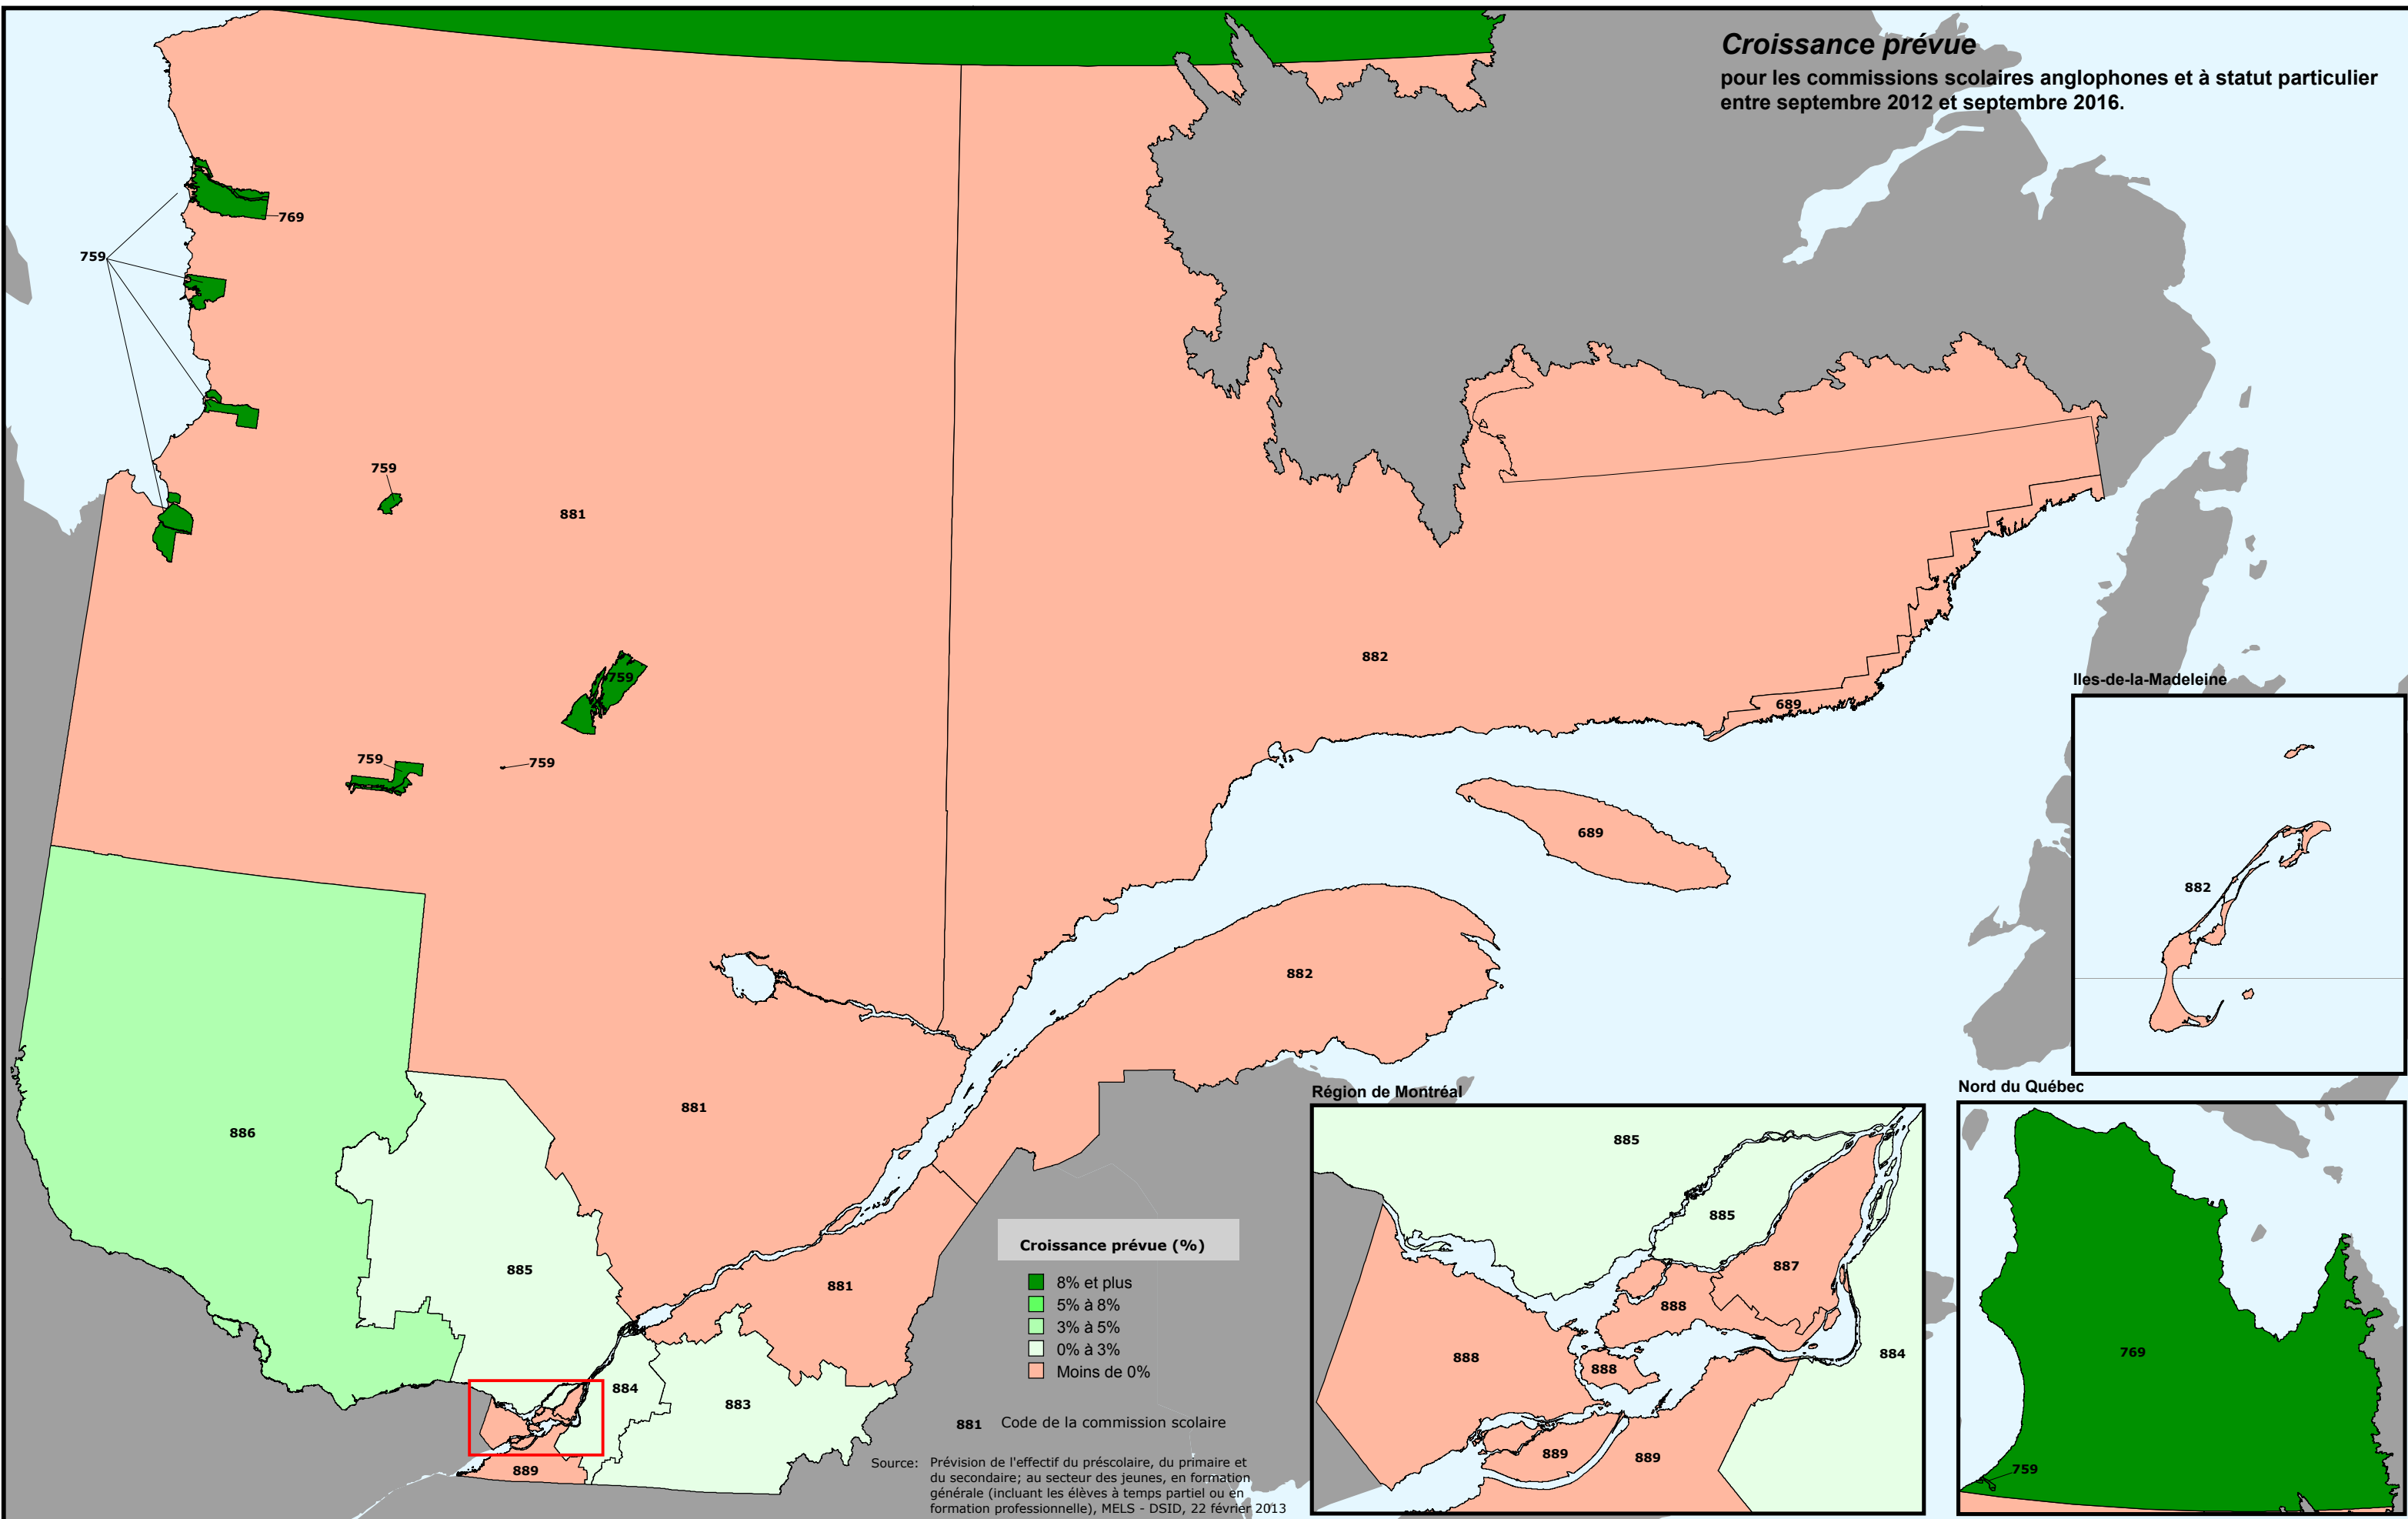 Croissance prévue
pour les commissions scolaires anglophones et à statut particulier
entre septembre 2012 et septembre 2016.
769
759
759
881
759
759
759
882
689
689
882
881
886
885
881
884
883
889
Iles-de-la-Madeleine
882
Croissance prévue (%)
8% et plus
5% à 8%
3% à 5%
0% à 3%
Moins de 0%
881 Code de la commission scolaire
Source: Prévision de l'effectif du préscolaire, du primaire et
du secondaire; au secteur des jeunes, en formation
générale (incluant les élèves à temps partiel ou en
formation professionnelle), MELS - DSID, 22 février 2013
Région de Montréal
885
885
887
888
888
888
884
889
889
Nord du Québec
769
759